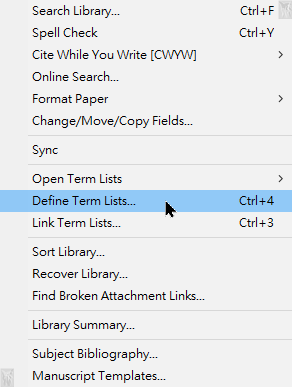 Search Library... Ctrl+F
Spell Check Ctrl+Y
Cite While You Write [CWYW]
Online Search...
Format Paper
Change/Move/Copy Fields...
Sync
Open Term Lists
Define Term Lists... Ctrl+4
Link Term Lists... Ctrl+3
Sort Library...
Recover Library...
Find Broken Attachment Links...
Library Summary...
Subject Bibliography...
Manuscript Templates...